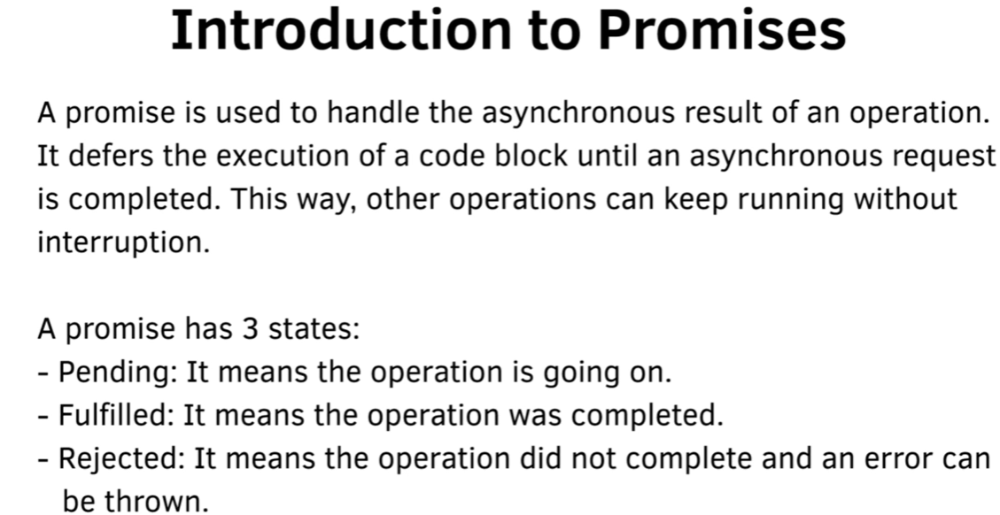 Introduction to Promises
A promise is used to handle the asynchronous result of an operation.
It defers the execution of a code block until an asynchronous request
is completed. This way, other operations can keep running without
interruption.
A promise has 3 states:
- Pending: It means the operation is going on.
- Fulfilled: It means the operation was completed.
- Rejected: It means the operation did not complete and an error can
be thrown.